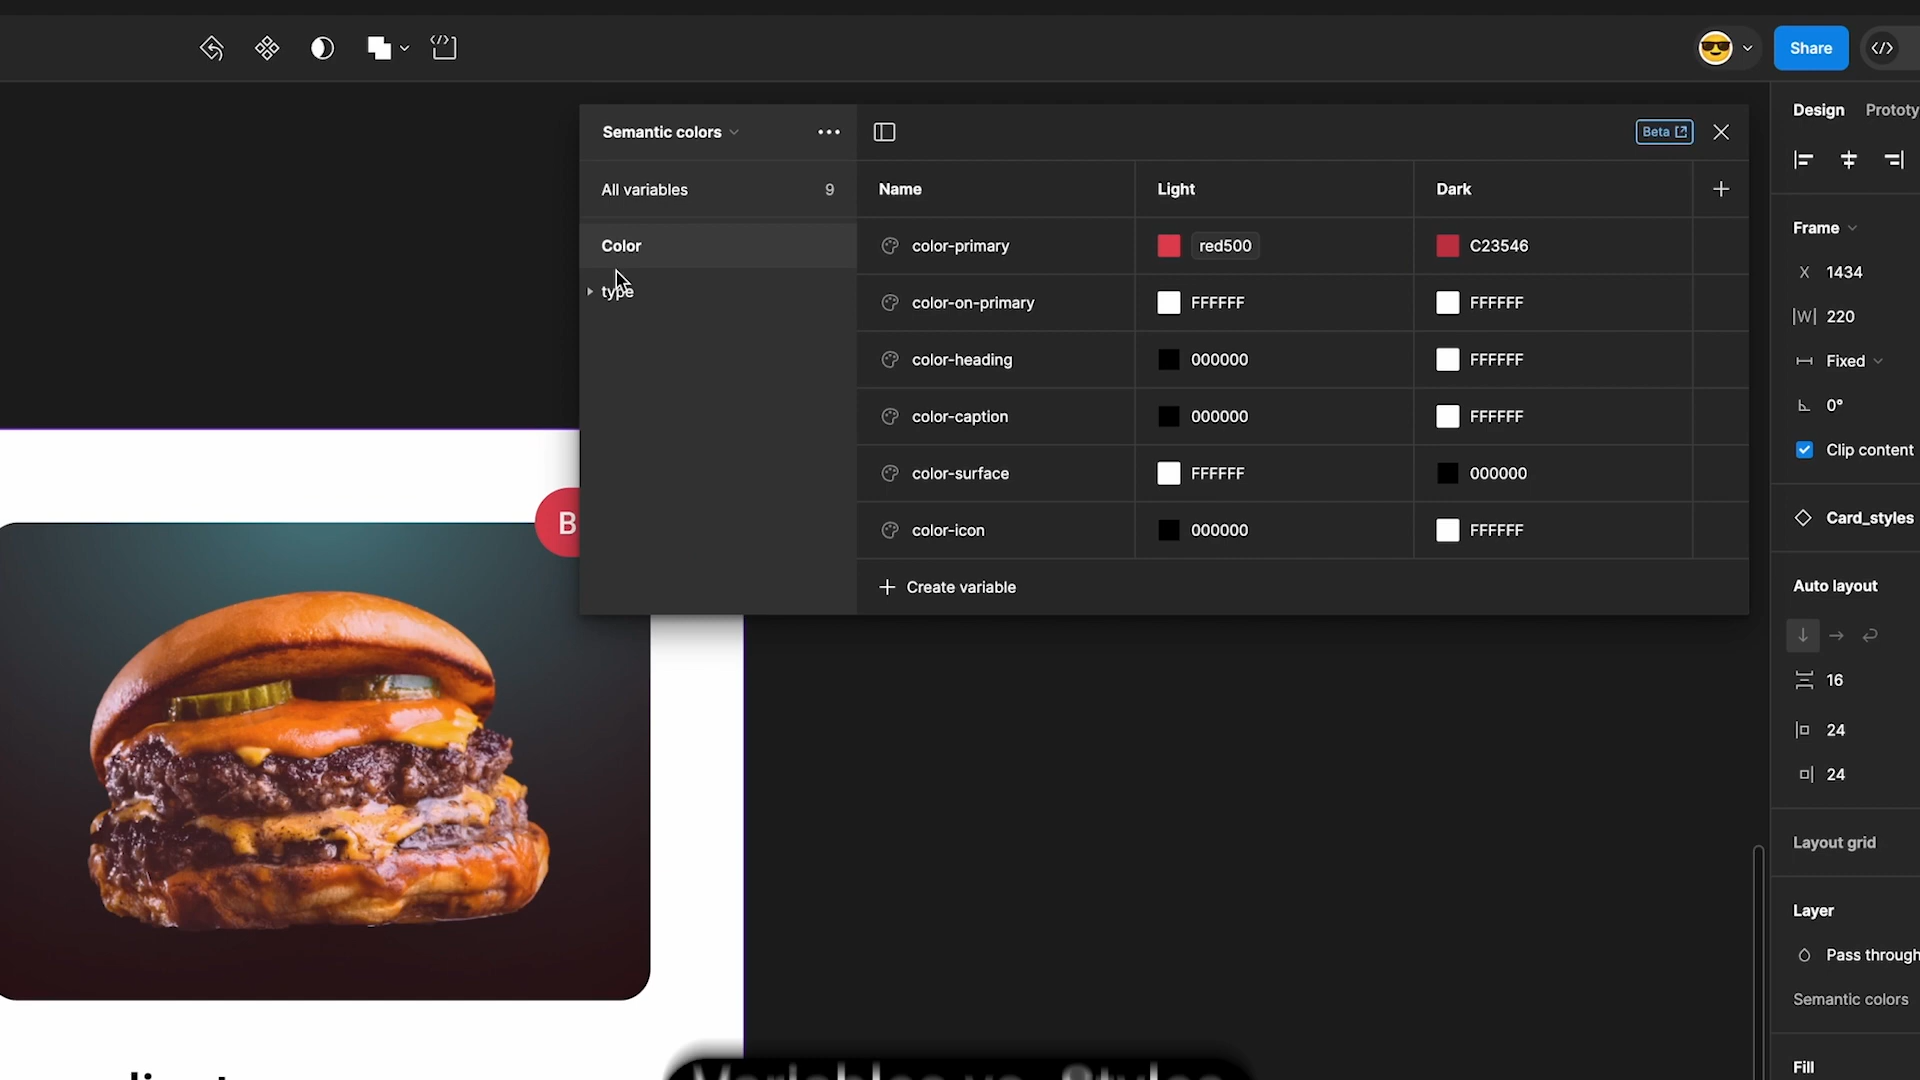 Share
Design Prototy
Semantic colors
Beta
All variables 9
Name Light Dark
Color
type
color-primary red500 C23546
color-on-primary FFFFFF FFFFFF
color-heading 000000 FFFFFF
color-caption 000000 FFFFFF
color-surface FFFFFF 000000
color-icon 000000 FFFFFF
Create variable
B
Frame
X 1434
W 220
Fixed
0°
Clip content
Card_styles
Auto layout
16
24
24
Layout grid
Layer
Pass through
Semantic colors
Fill
Variables vs. Styles